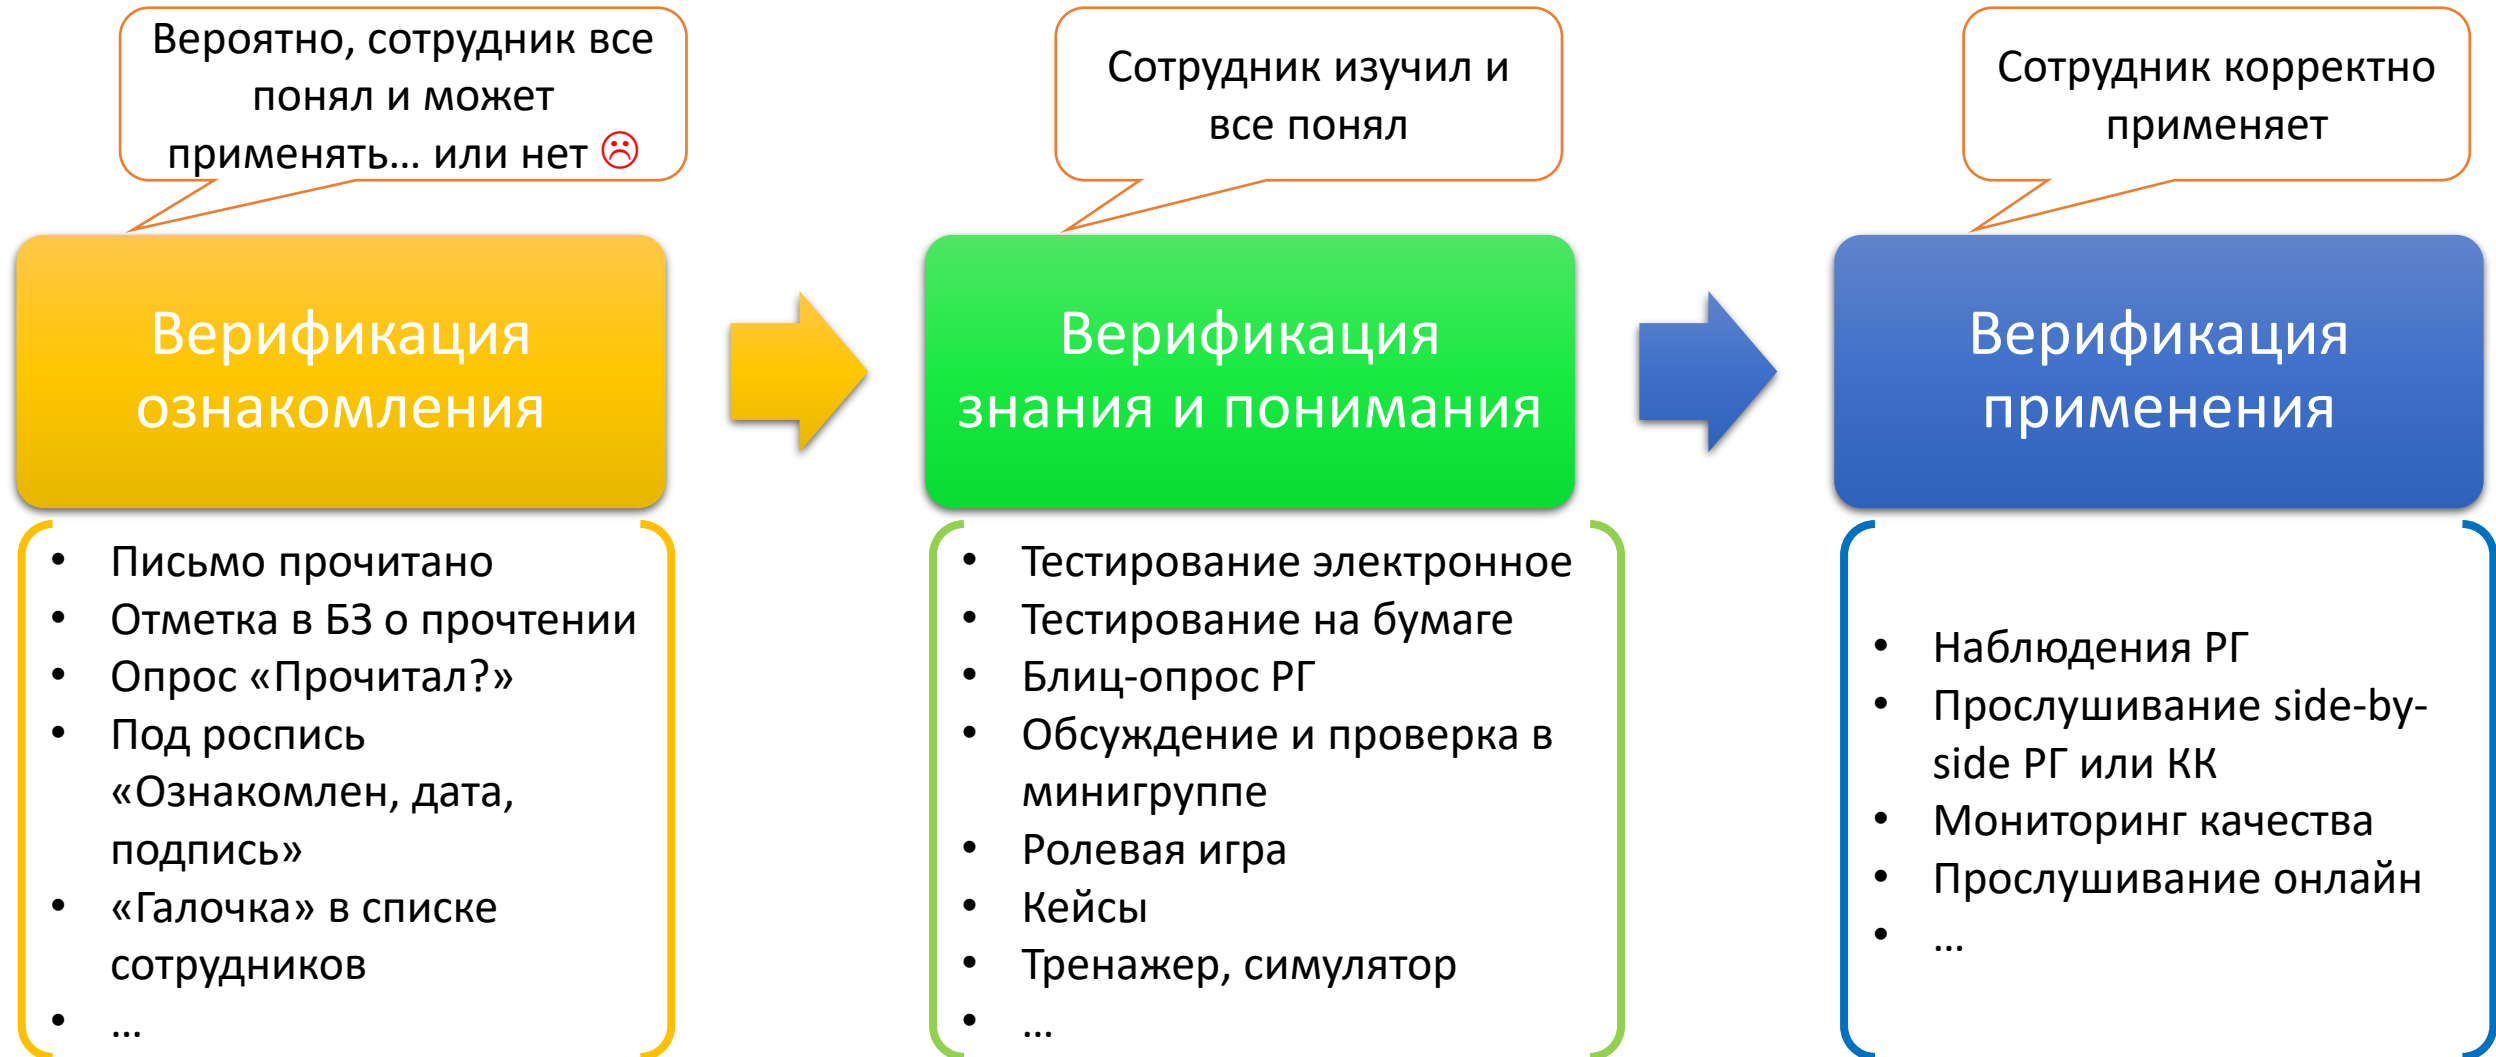 Вероятно, сотрудник все
понял и может
применять... или нет ☹
Сотрудник изучил и
все понял
Сотрудник корректно
применяет
Верификация
ознакомления
Верификация
знания и понимания
Верификация
применения
• Письмо прочитано
• Отметка в БЗ о прочтении
• Опрос «Прочитал?»
• Под роспись
«Ознакомлен, дата,
подпись»
• «Галочка» в списке
сотрудников
• ...
• Тестирование электронное
• Тестирование на бумаге
• Блиц-опрос РГ
• Обсуждение и проверка в
минигруппе
• Ролевая игра
• Кейсы
• Тренажер, симулятор
• ...
• Наблюдения РГ
• Прослушивание side-by-
side РГ или КК
• Мониторинг качества
• Прослушивание онлайн
• ...